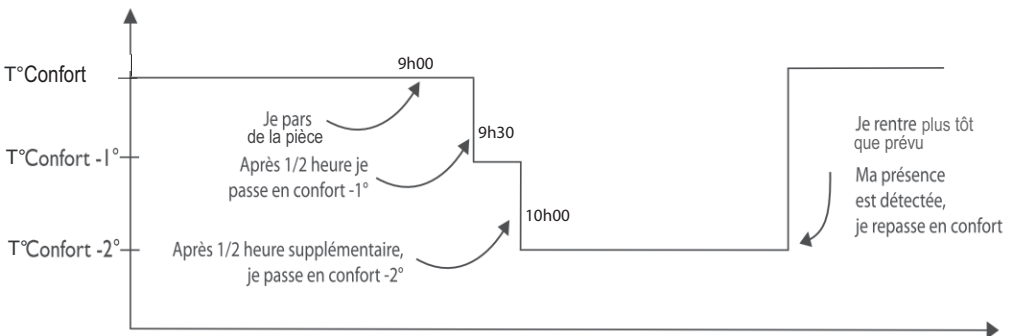 9h00
T°Confort
Je pars
de la pièce
9h30
Je rentre plus tôt
que prévu
T°Confort -1°
Après 1/2 heure je
passe en confort -1°
Ma présence
est détectée,
je repasse en confort
10h00
T°Confort -2°
Après 1/2 heure supplémentaire,
je passe en confort -2°